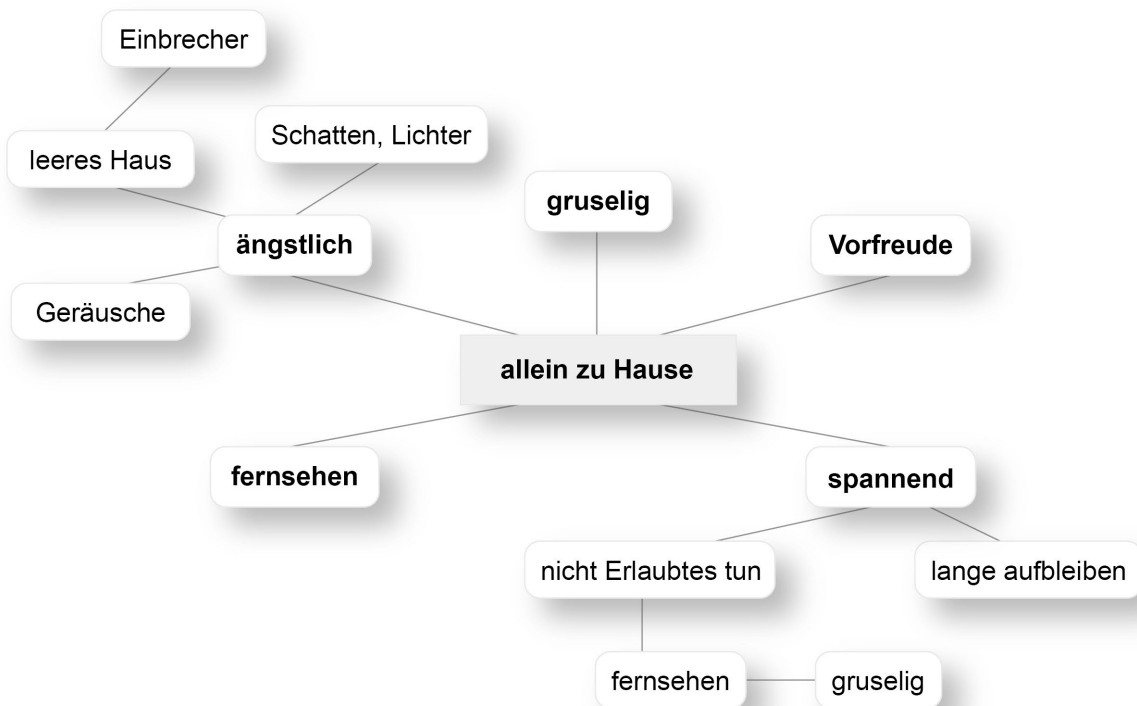 Einbrecher
Schatten, Lichter
leeres Haus
gruselig
ängstlich
Vorfreude
Geräusche
allein zu Hause
fernsehen
spannend
nicht Erlaubtes tun
lange aufbleiben
fernsehen
gruselig